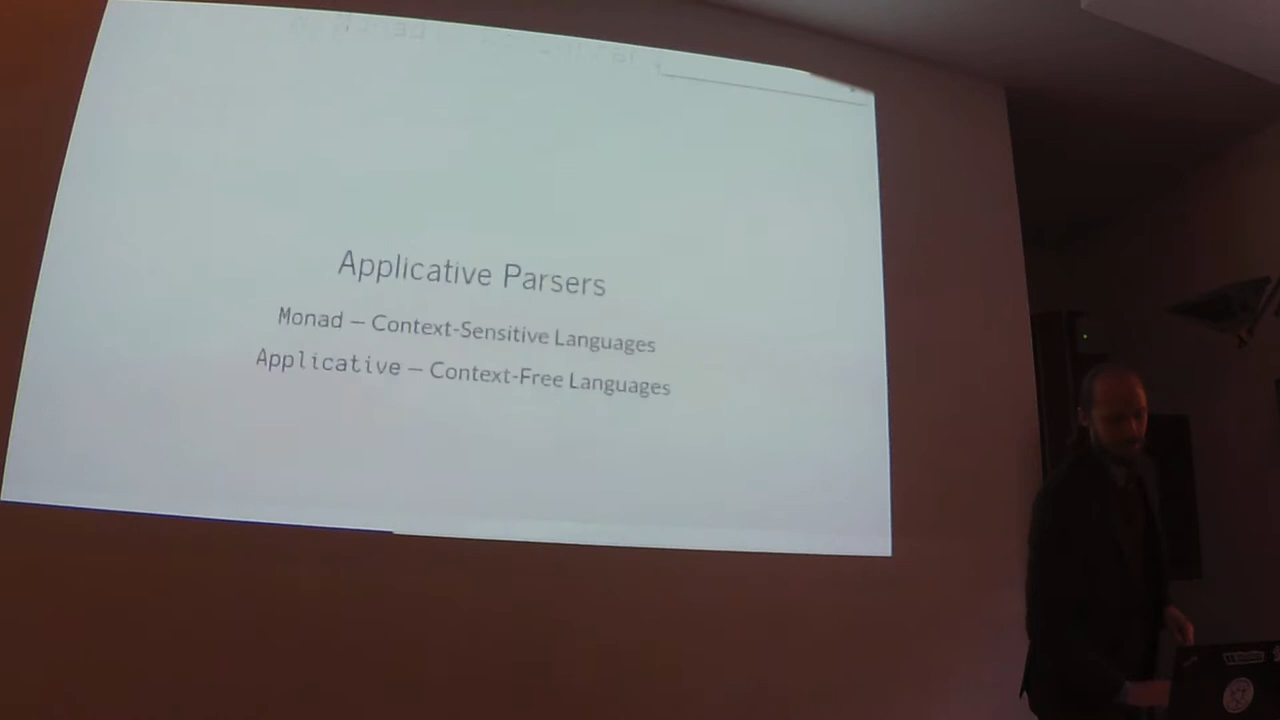 Applicative Parsers
Monad – Context-Sensitive Languages
Applicative – Context-Free Languages